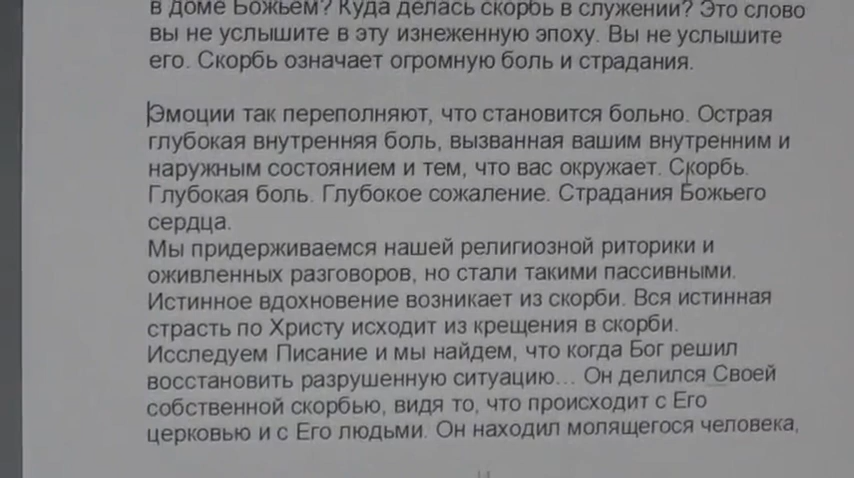 в доме Божьем? Куда делась скорбь в служении? Это слово
вы не услышите в эту изнеженную эпоху. Вы не услышите
его. Скорбь означает огромную боль и страдания.
Эмоции так переполняют, что становится больно. Острая
глубокая внутренняя боль, вызванная вашим внутренним и
наружным состоянием и тем, что вас окружает. Скорбь.
Глубокая боль. Глубокое сожаление. Страдания Божьего
сердца.
Мы придерживаемся нашей религиозной риторики и
оживленных разговоров, но стали такими пассивными.
Истинное вдохновение возникает из скорби. Вся истинная
страсть по Христу исходит из крещения в скорби.
Исследуем Писание и мы найдем, что когда Бог решил
восстановить разрушенную ситуацию... Он делился Своей
собственной скорбью, видя то, что происходит с Его
церковью и с Его людьми. Он находил молящегося человека,